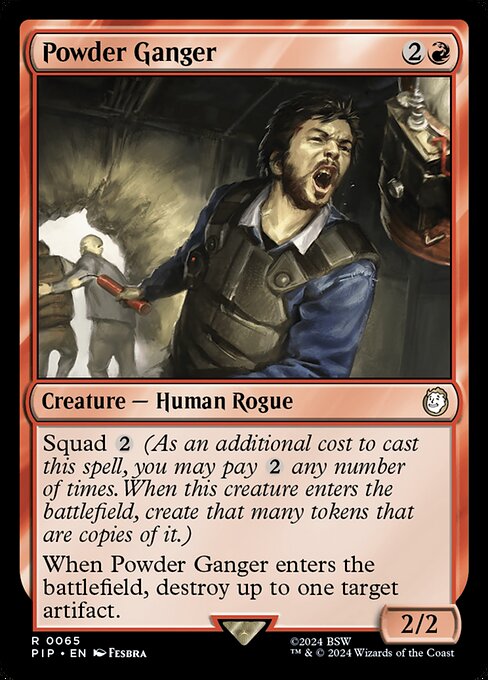 Powder Ganger 2
Creature — Human Rogue
Squad 2 (As an additional cost to cast
this spell, you may pay 2 any number
of times. When this creature enters the
battlefield, create that many tokens that
are copies of it.)
When Powder Ganger enters the
battlefield, destroy up to one target
artifact.
2/2
R 0065
PIP • EN Fesbra
©2024 BSW
™ & © 2024 Wizards of the Coast